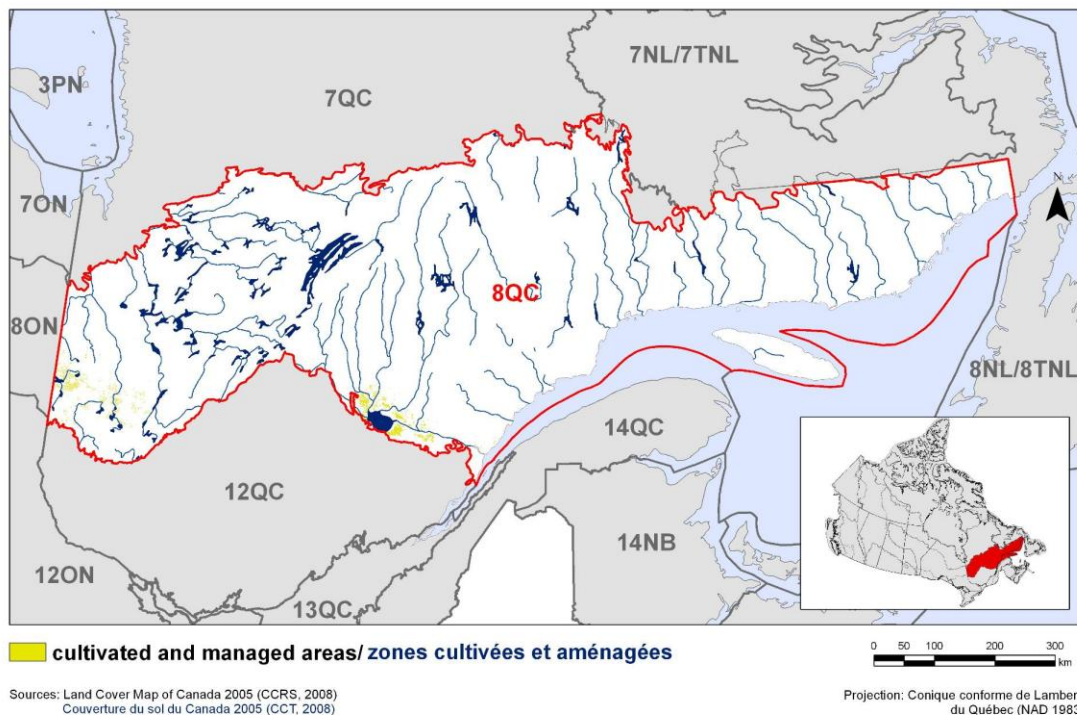 7NL/7TNL
3PN
7QC
7ON
N
8QC
8ON
8NL/8TNL
14QC
12QC
14NB
12ON
13QC
cultivated and managed areas/ zones cultivées et aménagées
0 50 100 200 300
km
Sources: Land Cover Map of Canada 2005 (CCRS, 2008)
Couverture du sol du Canada 2005 (CCT, 2008)
Projection: Conique conforme de Lamber
du Québec (NAD 1983